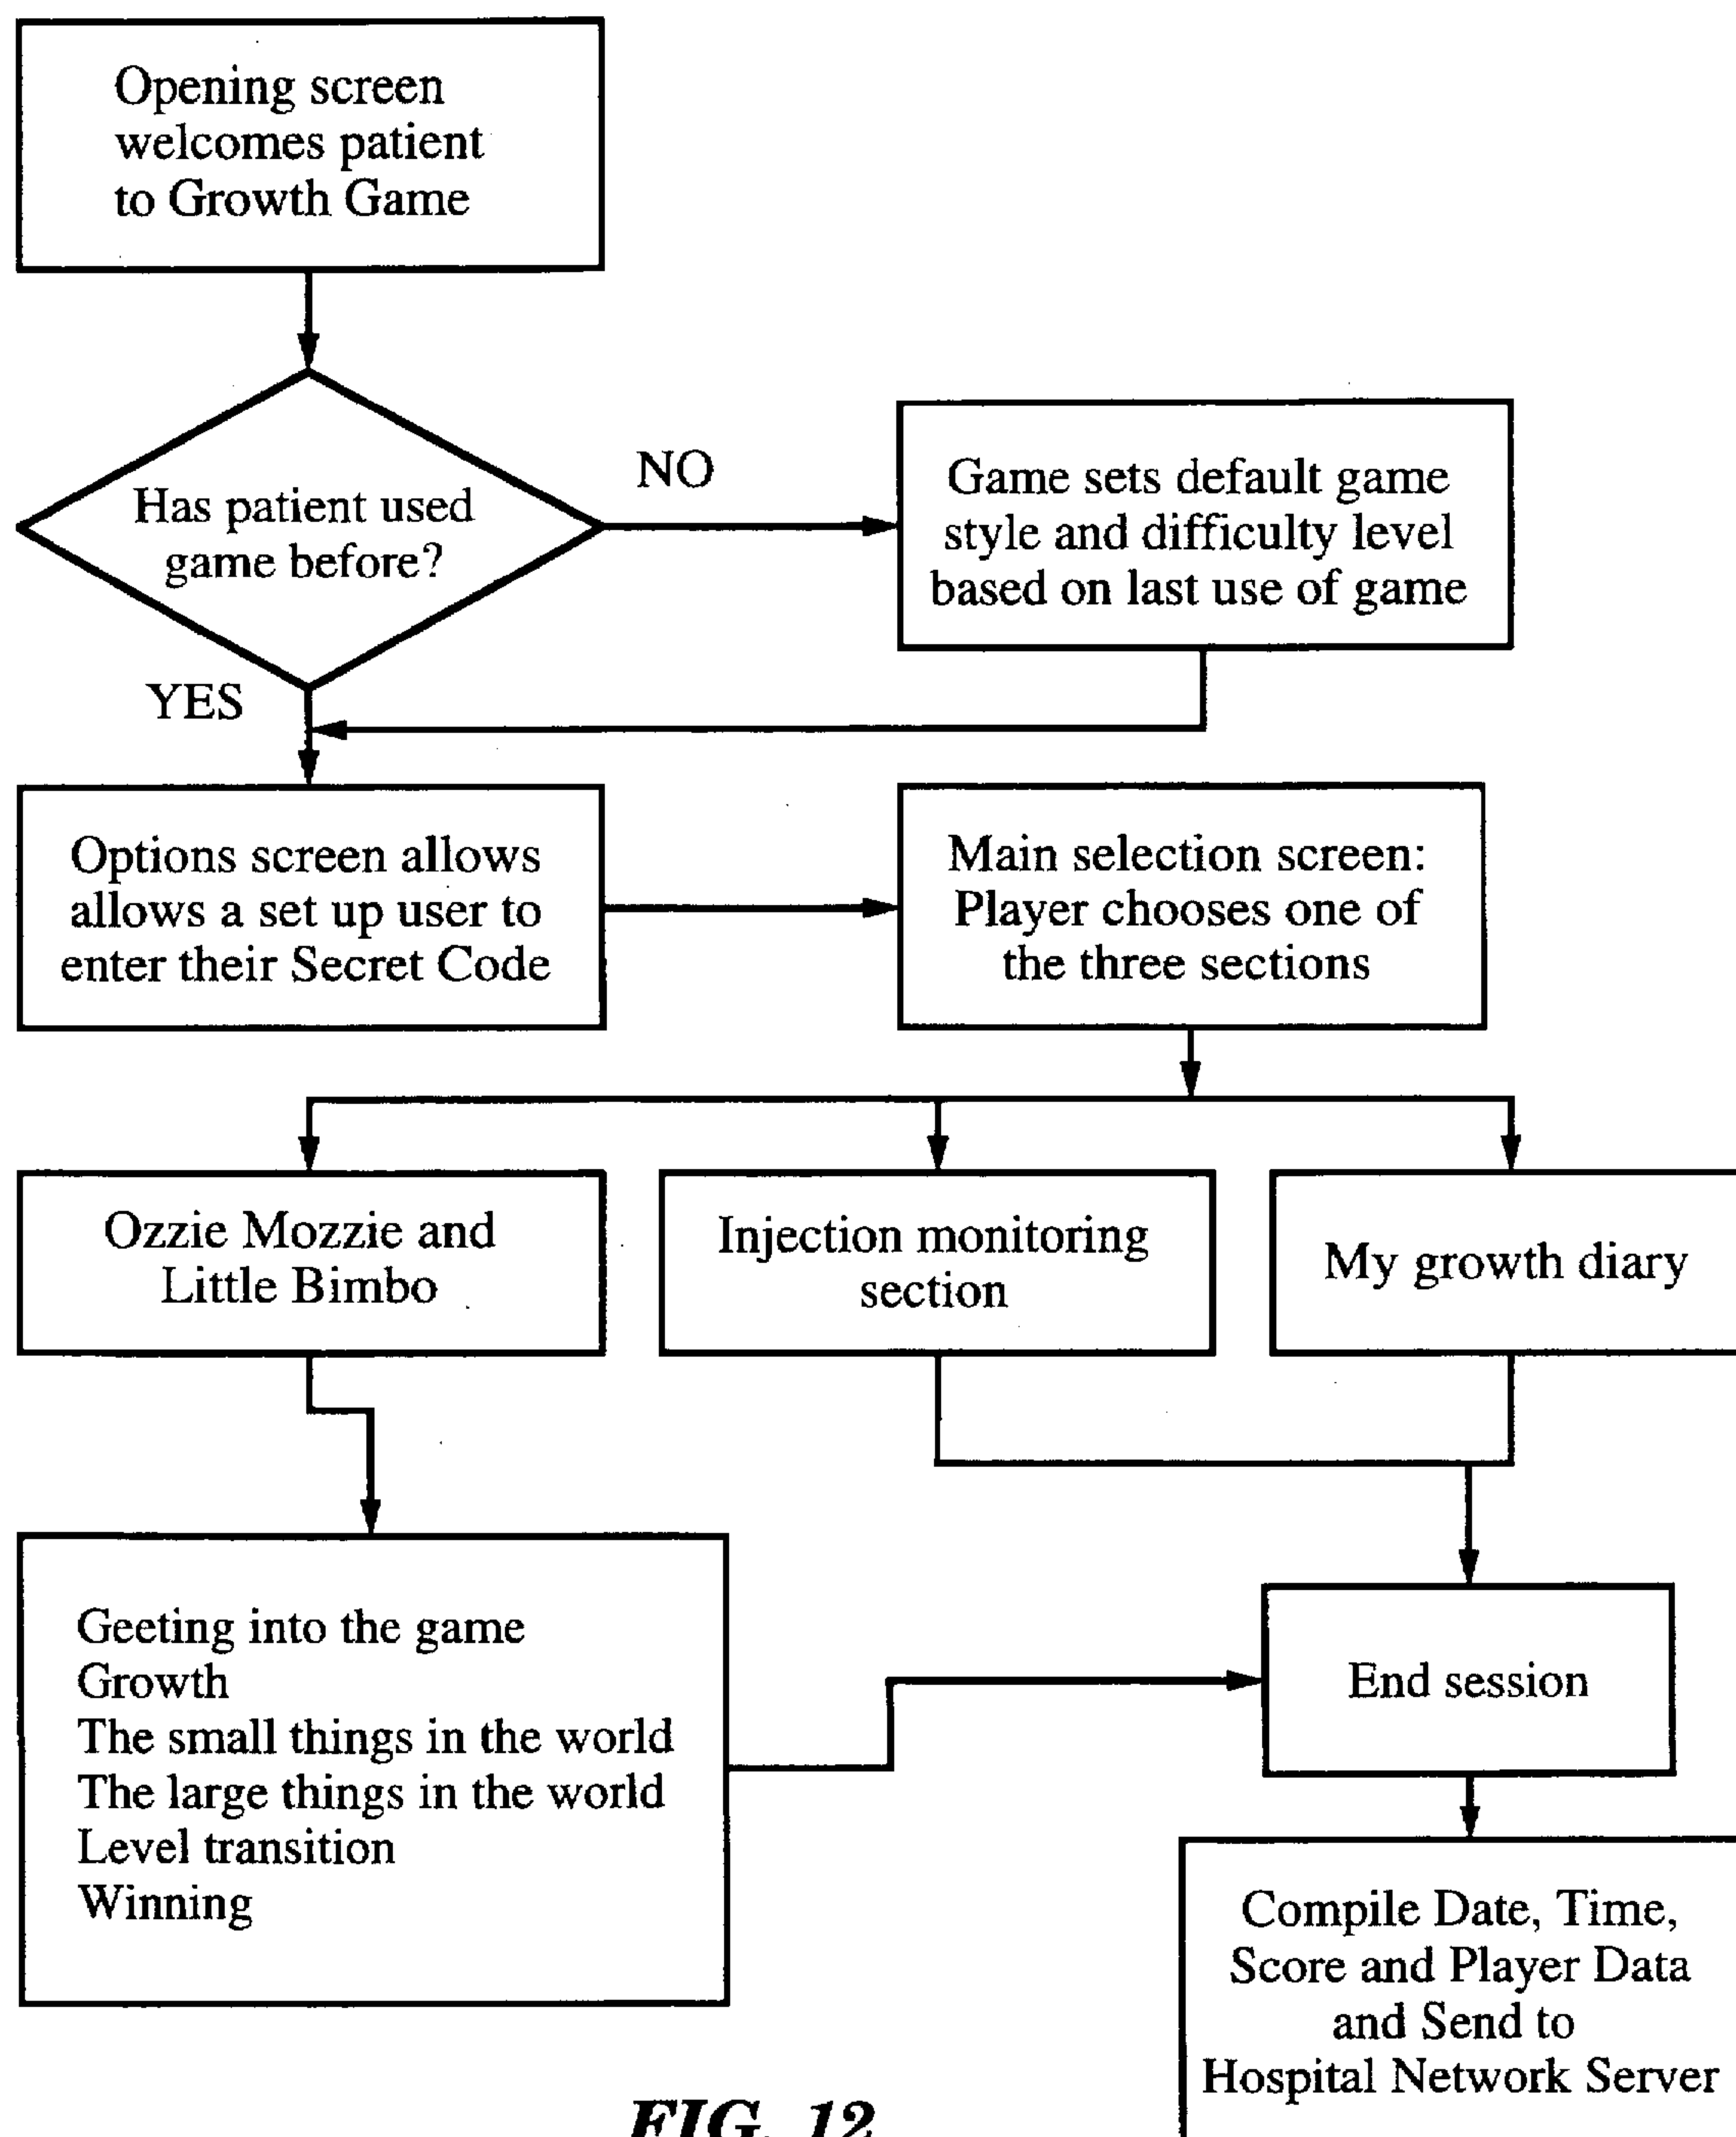 Opening screen
welcomes patient
to Growth Game
Has patient used
game before?
NO
Game sets default game
style and difficulty level
based on last use of game
YES
Options screen allows
allows a set up user to
enter their Secret Code
Main selection screen:
Player chooses one of
the three sections
Ozzie Mozzie and
Little Bimbo
Injection monitoring
section
My growth diary
Geeting into the game
Growth
The small things in the world
The large things in the world
Level transition
Winning
End session
Compile Date, Time,
Score and Player Data
and Send to
Hospital Network Server
FIG. 12